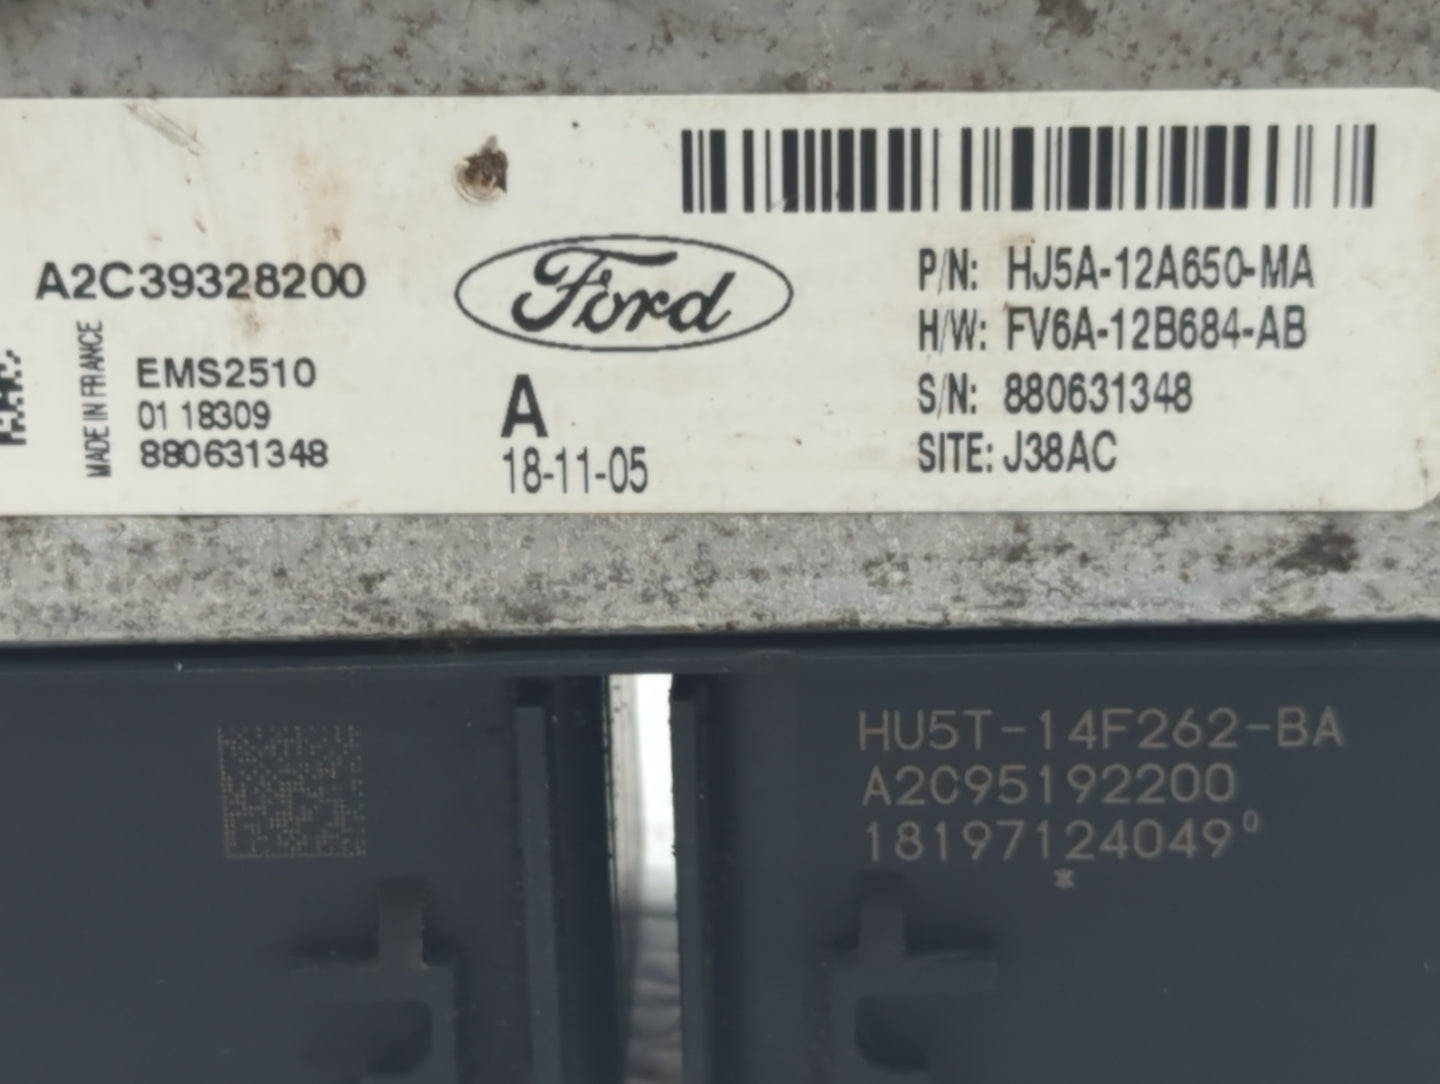 A2C39328200
MADE IN FRANCE
EMS2510
01 18309
880631348
Ford
A
18-11-05
P/N: HJ5A-12A650-MA
H/W: FV6A-12B684-AB
S/N: 880631348
SITE: J38AC
HU5T-14F262-BA
A2C95192200
18197124049⁰
*